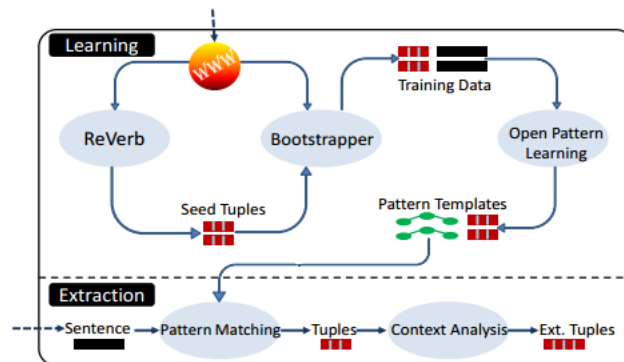 Learning
WWW
Training Data
ReVerb
Bootstrapper
Open Pattern
Learning
Seed Tuples
Pattern Templates
Extraction
Sentence
Pattern Matching
Tuples
Context Analysis
Ext. Tuples